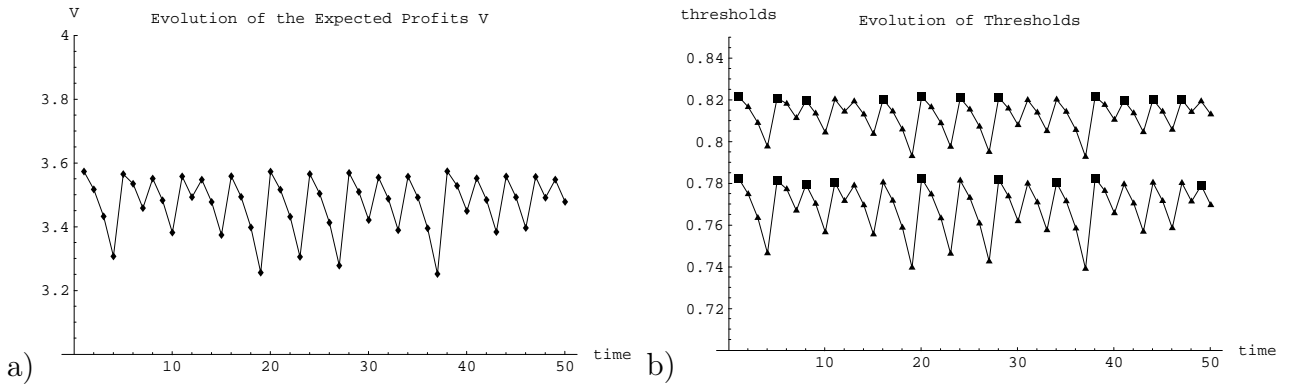 V
Evolution of the Expected Profits V
4
3.8
3.6
3.4
3.2
10 20 30 40 50
time
a)
thresholds
Evolution of Thresholds
0.84
0.82
0.8
0.78
0.76
0.74
0.72
10 20 30 40 50
time
b)